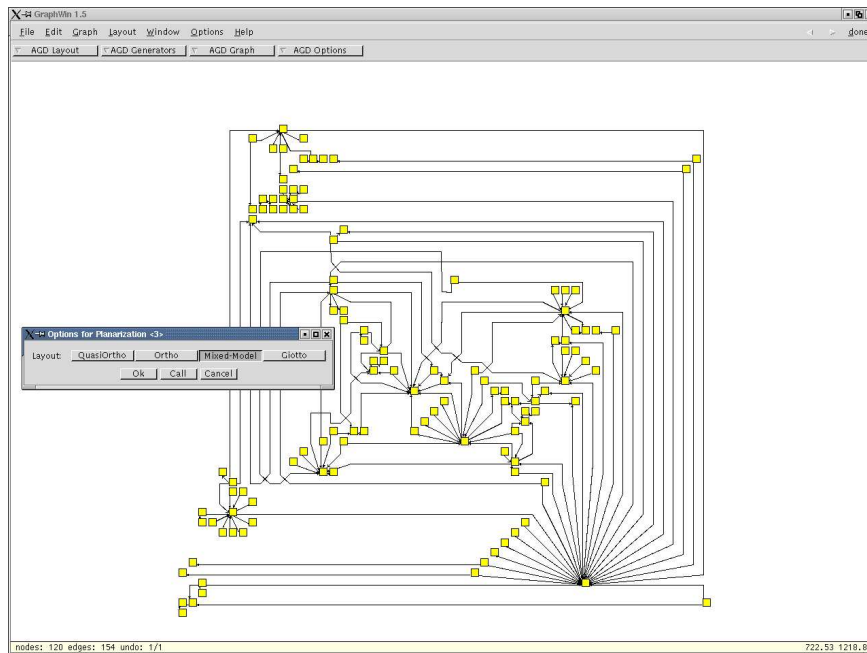 GraphWin 1.5
File Edit Graph Layout Window Options Help done
AGD Layout AGD Generators AGD Graph AGD Options
Options for Planarization <3>
Layout: QuasiOrtho Ortho Mixed-Model Giotto
Ok Call Cancel
nodes: 120 edges: 154 undo: 1/1 722.53